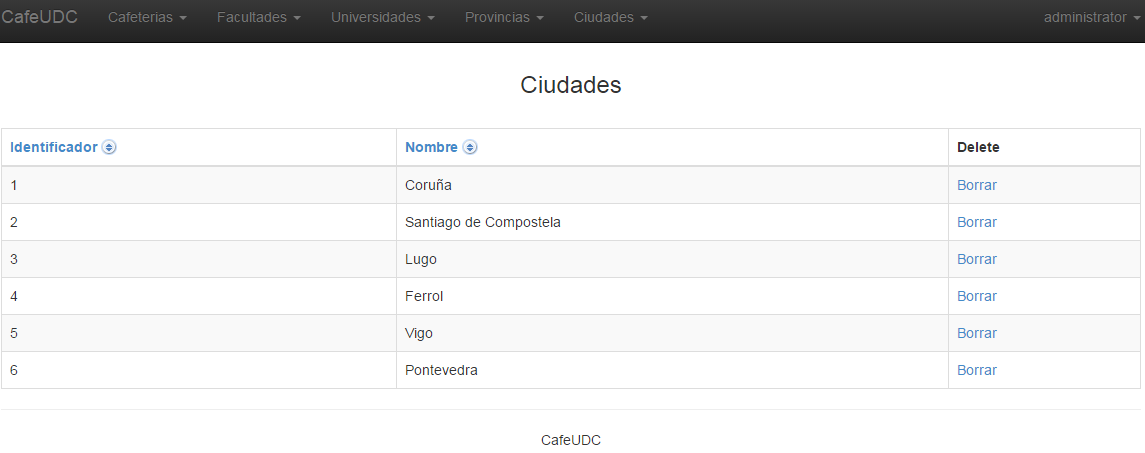 CafeUDC Cafeterias Facultades Universidades Provincias Ciudades administrator
Ciudades
Identificador Nombre Delete
1 Coruña Borrar
2 Santiago de Compostela Borrar
3 Lugo Borrar
4 Ferrol Borrar
5 Vigo Borrar
6 Pontevedra Borrar
CafeUDC